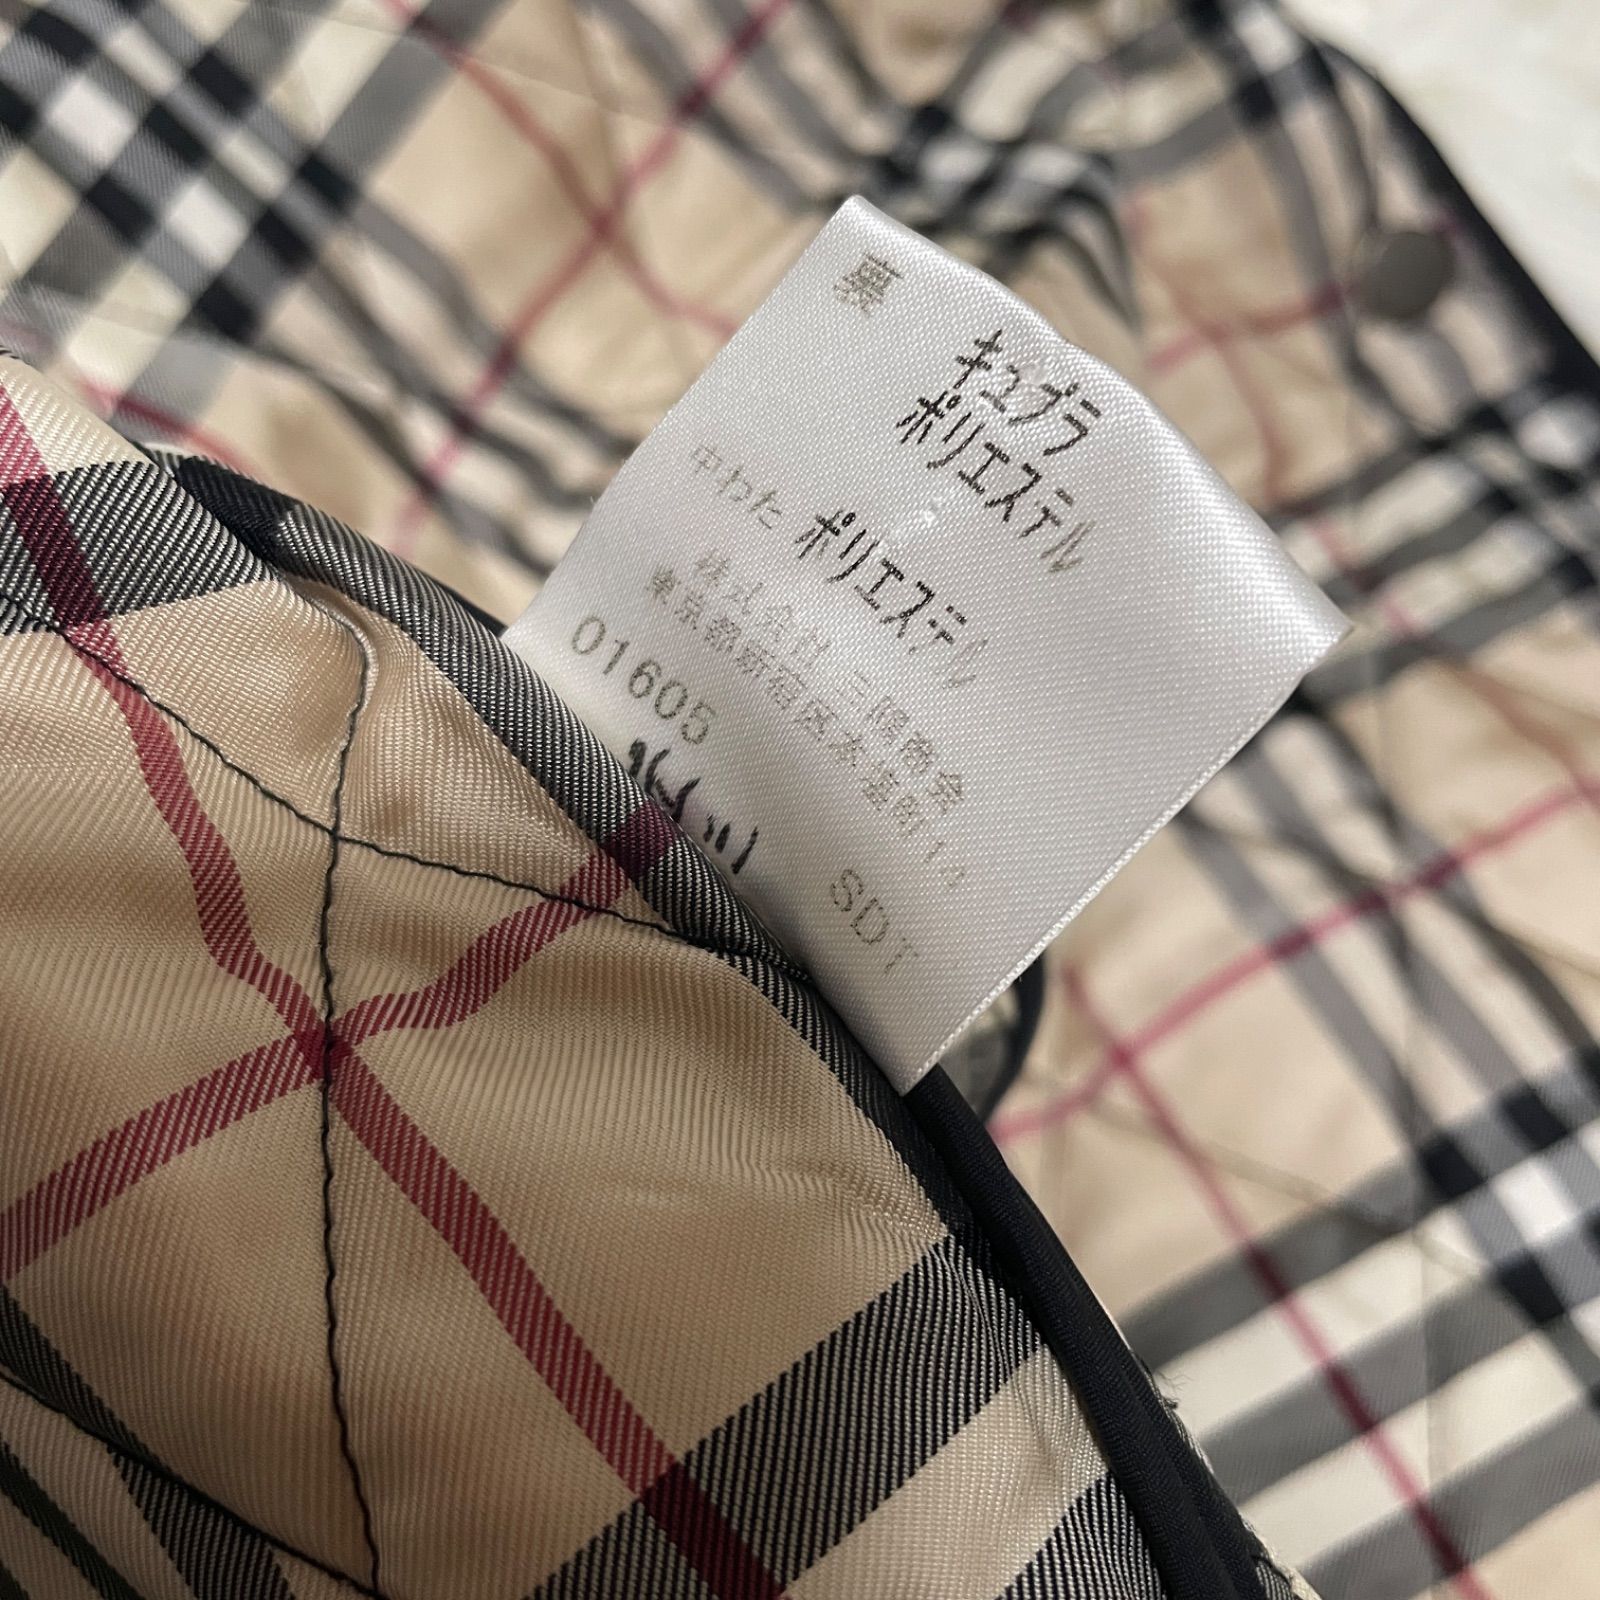 裏 キュプラ
ポリエステル
中わた ポリエステル
株式会社 三陽商会
東京都新宿区本塩町
01605 SDT